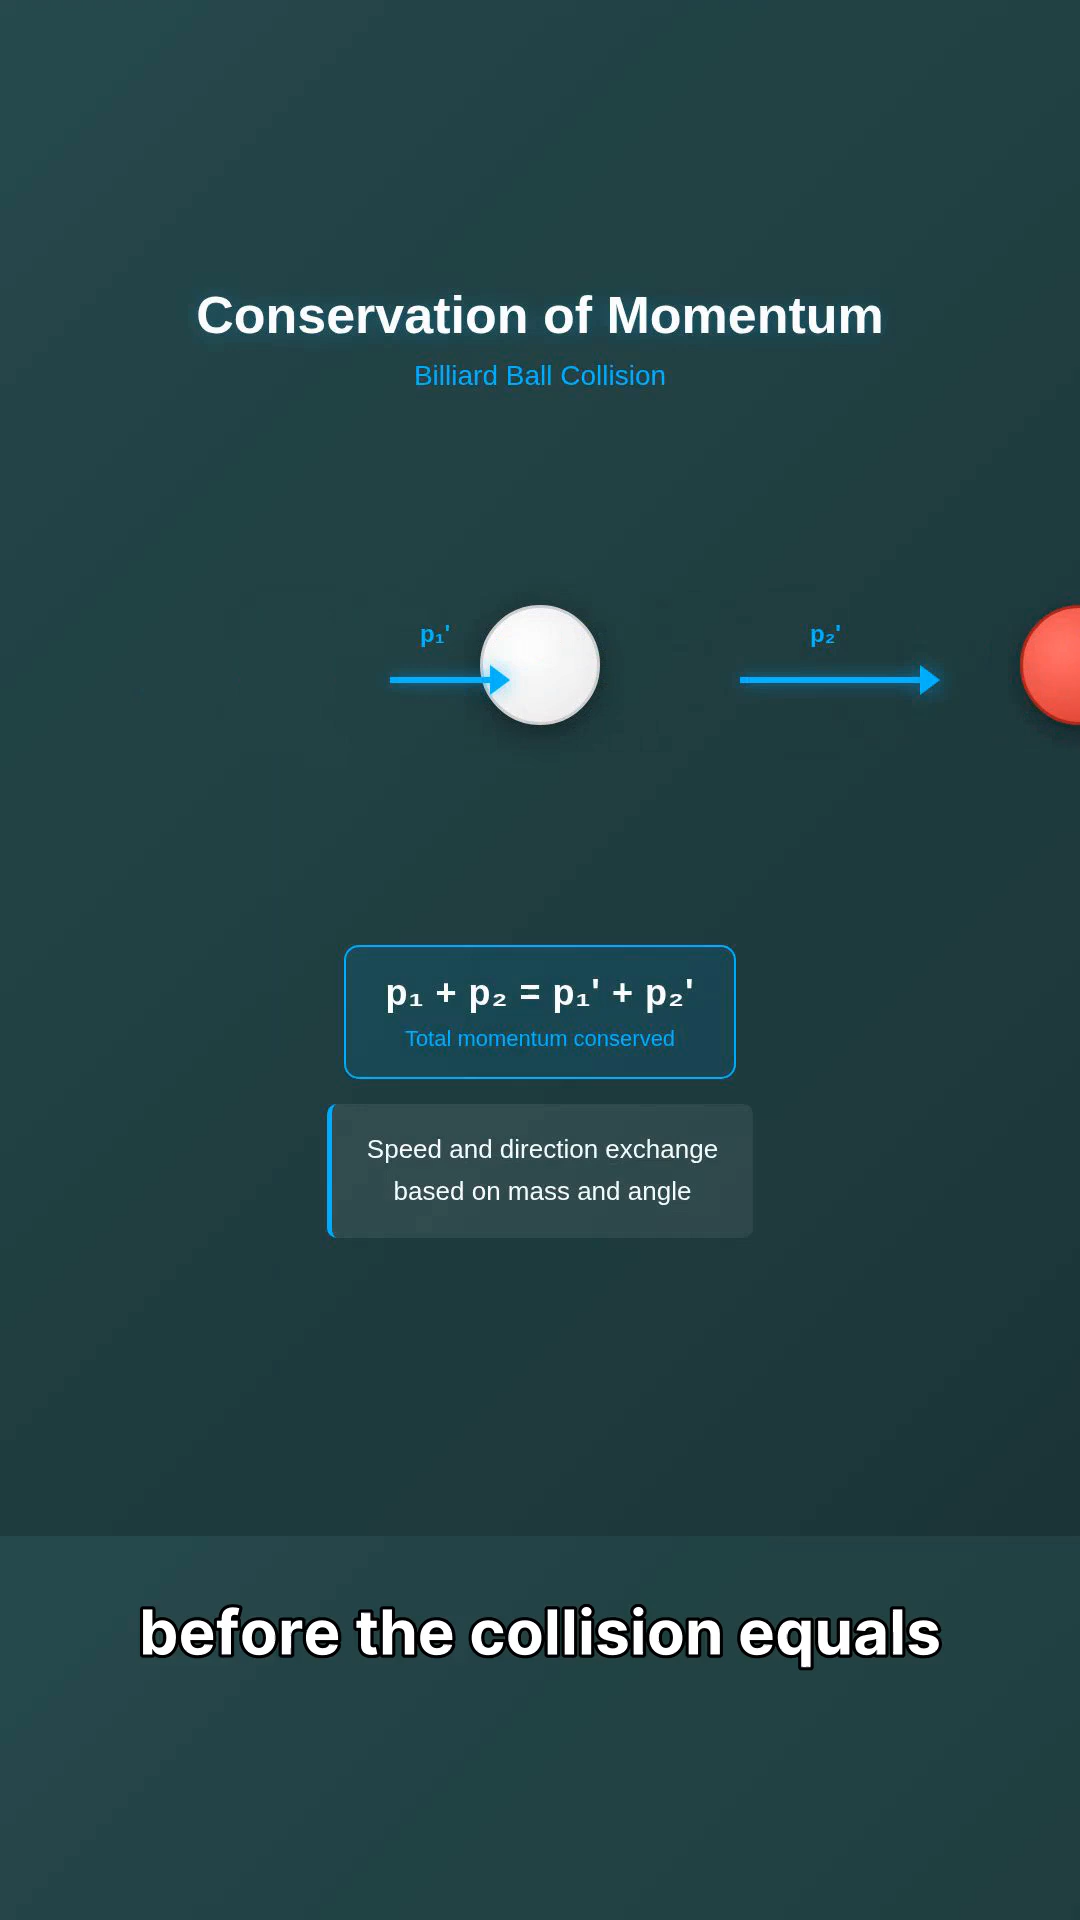 Conservation of Momentum
Billiard Ball Collision
p₁'
p₂'
p₁ + p₂ = p₁' + p₂'
Total momentum conserved
Speed and direction exchange
based on mass and angle
before the collision equals